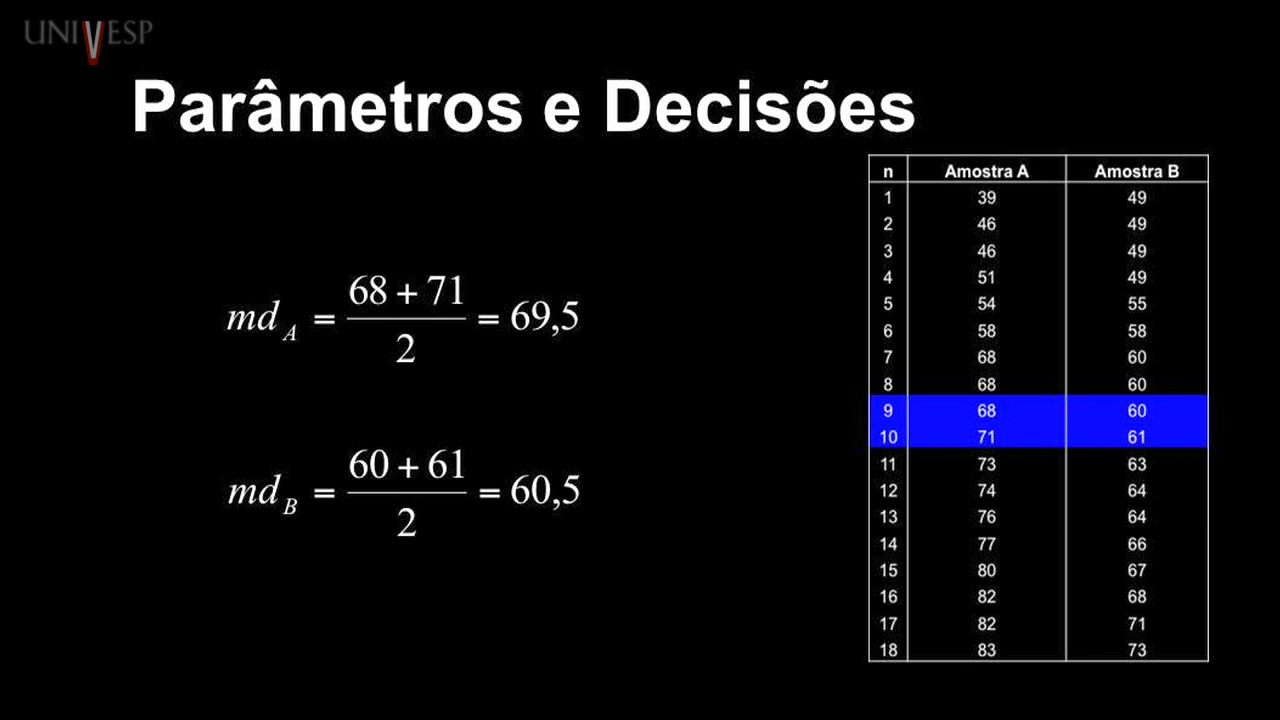 UNIVESP
Parâmetros e Decisões
md A = 68 + 71 / 2 = 69,5
md B = 60 + 61 / 2 = 60,5
n Amostra A Amostra B
1 39 49
2 46 49
3 46 49
4 51 49
5 54 55
6 58 58
7 68 60
8 68 60
9 68 60
10 71 61
11 73 63
12 74 64
13 76 64
14 77 66
15 80 67
16 82 68
17 82 71
18 83 73